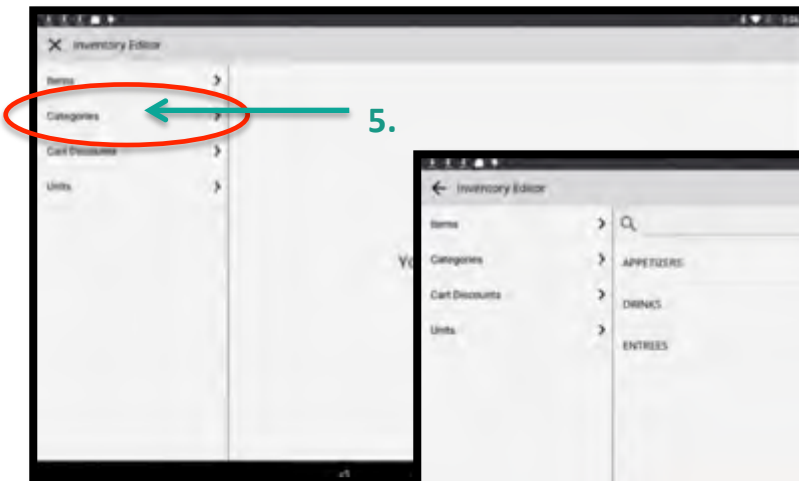 Inventory Editor
Items
Categories
Cart Discounts
Units
5.
Inventory Editor
Items
Categories
Cart Discounts
Units
APPETIZERS
DRINKS
ENTREES